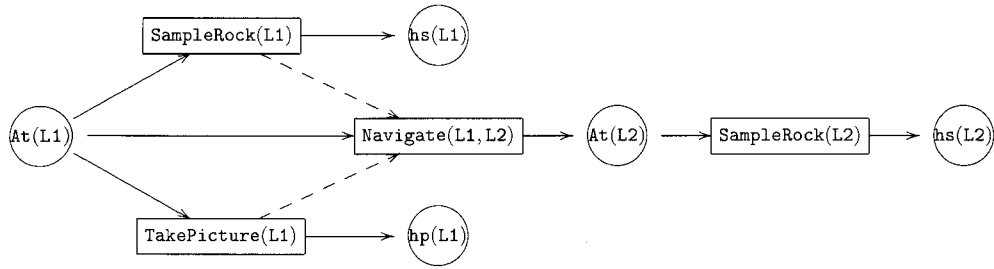 SampleRock(L1)
hs(L1)
At(L1)
Navigate(L1,L2)
At(L2)
SampleRock(L2)
hs(L2)
TakePicture(L1)
hp(L1)